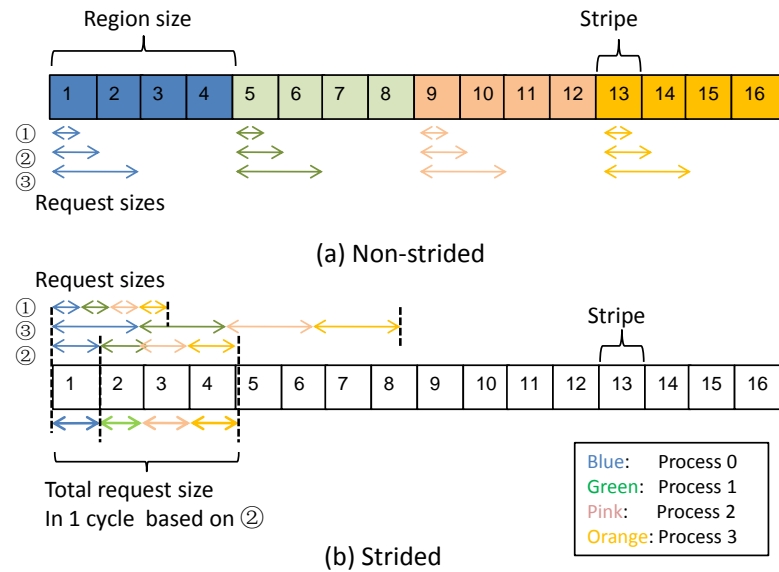 Region size
Stripe
1 2 3 4 5 6 7 8 9 10 11 12 13 14 15 16
①
②
③
Request sizes
(a) Non-strided
Request sizes
①
③
②
Stripe
1 2 3 4 5 6 7 8 9 10 11 12 13 14 15 16
Total request size
In 1 cycle based on ②
Blue: Process 0
Green: Process 1
Pink: Process 2
Orange: Process 3
(b) Strided